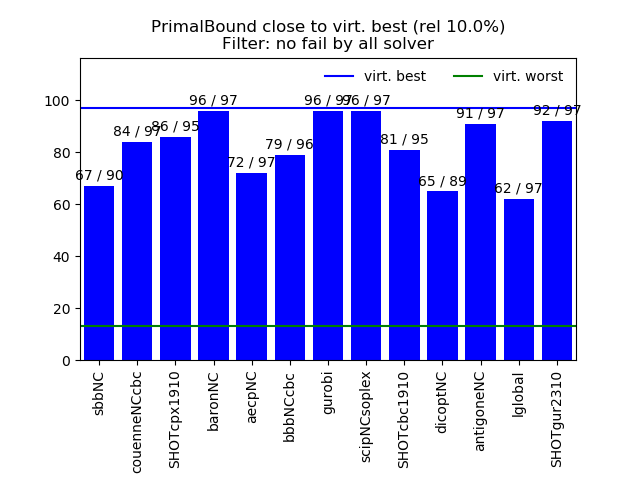 PrimalBound close to virt. best (rel 10.0%)
Filter: no fail by all solver
virt. best
virt. worst
100
80
60
40
20
0
67 / 90
84 / 97
86 / 95
96 / 97
72 / 97
79 / 96
96 / 97
96 / 97
81 / 95
65 / 89
91 / 97
62 / 97
92 / 97
sbbNC
couenneNCcbc
SHOTcpx1910
baronNC
aecpNC
bbbNCcbc
gurobi
scipNCsoplex
SHOTcbc1910
dicoptNC
antigoneNC
lglobal
SHOTgur2310